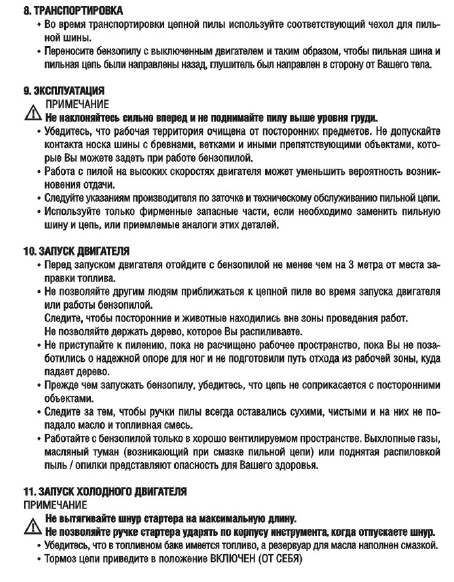 8. ТРАНСПОРТИРОВКА
• Во время транспортировки цепной пилы используйте соответствующий чехол для пиль-
ной шины.
• Переносите бензопилу с выключенным двигателем и таким образом, чтобы пильная шина и
пильная цепь были направлены назад, глушитель был направлен в сторону от Вашего тела.
9. ЭКСПЛУАТАЦИЯ
ПРИМЕЧАНИЕ
Не наклоняйтесь сильно вперед и не поднимайте пилу выше уровня груди.
• Убедитесь, что рабочая территория очищена от посторонних предметов. Не допускайте
контакта носка шины с бревнами, ветками и иными препятствующими объектами, кото-
рые Вы можете задеть при работе бензопилой.
• Работа с пилой на высоких скоростях двигателя может уменьшить вероятность возник-
новения отдачи.
• Следуйте указаниям производителя по заточке и техническому обслуживанию пильной цепи.
• Используйте только фирменные запасные части, если необходимо заменить пильную
шину и цепь, или приемлемые аналоги этих деталей.
10. ЗАПУСК ДВИГАТЕЛЯ
• Перед запуском двигателя отойдите с бензопилой не менее чем на 3 метра от места за-
правки топлива.
• Не позволяйте другим людям приближаться к цепной пиле во время запуска двигателя
или работы бензопилой.
Следите, чтобы посторонние и животные находились вне зоны проведения работ.
Не позволяйте держать дерево, которое Вы распиливаете.
• Не приступайте к пилению, пока не расчищено рабочее пространство, пока Вы не поза-
ботились о надежной опоре для ног и не подготовили путь отхода из рабочей зоны, куда
падает дерево.
• Прежде чем запускать бензопилу, убедитесь, что цепь не соприкасается с посторонними
объектами.
• Следите за тем, чтобы ручки пилы всегда оставались сухими, чистыми и на них не по-
падало масло и топливная смесь.
• Работайте с бензопилой только в хорошо вентилируемом пространстве. Выхлопные газы,
масляный туман (возникающий при смазке пильной цепи) или поднятая распиловкой
пыль / опилки представляют опасность для Вашего здоровья.
11. ЗАПУСК ХОЛОДНОГО ДВИГАТЕЛЯ
ПРИМЕЧАНИЕ
Не вытягивайте шнур стартера на максимальную длину.
Не позволяйте ручке стартера ударять по корпусу инструмента, когда отпускаете шнур.
• Убедитесь, что в топливном баке имеется топливо, а резервуар для масла наполнен смазкой.
• Тормоз цепи приведите в положение ВКЛЮЧЕН (ОТ СЕБЯ)